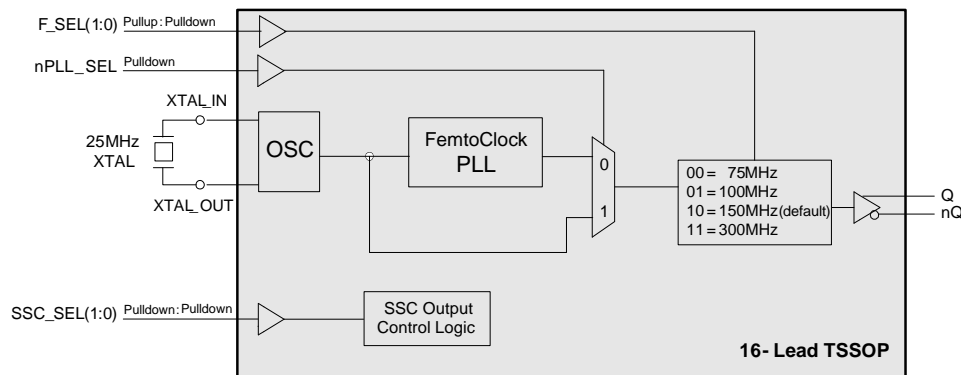 F_SEL(1:0) Pullup: Pulldown
nPLL_SEL Pulldown
XTAL_IN
25MHz
XTAL
XTAL_OUT
OSC
FemtoClock
PLL
0
1
00 = 75MHz
01 = 100MHz
10 = 150MHz(default)
11 = 300MHz
Q
nQ
SSC_SEL(1:0) Pulldown: Pulldown
SSC Output
Control Logic
16- Lead TSSOP